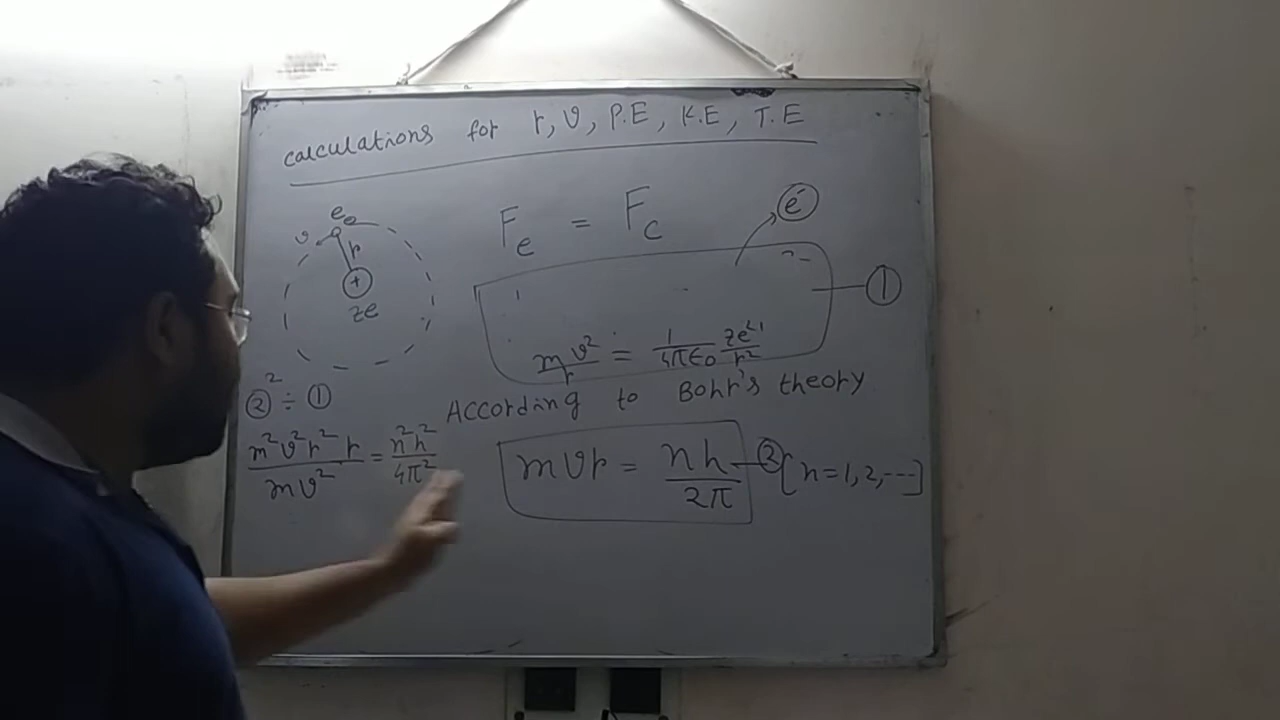 calculations for r, v, P.E, K.E, T.E
e
v
r
+
ze
Fe = Fc
e⁻
1
mv²/r = 1/4πϵ0 ze²/r²
②² ÷ ①
According to Bohr's theory
m²v²r² r/mv² = n²h²/4π²
mvr = nh/2π — ② [n=1,2,---]